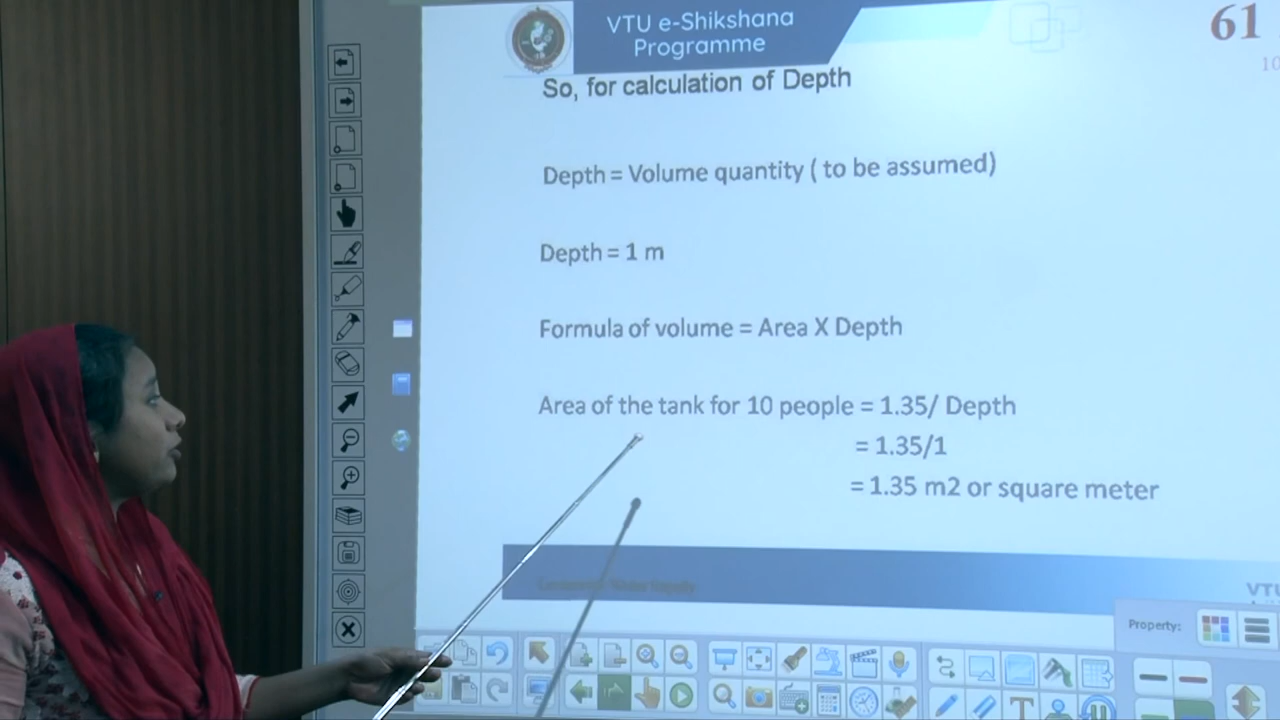 VTU e-Shikshana
Programme
61
10
So, for calculation of Depth
Depth = Volume quantity ( to be assumed)
Depth = 1 m
Formula of volume = Area X Depth
Area of the tank for 10 people = 1.35/ Depth
= 1.35/1
= 1.35 m2 or square meter
VTU
Property: